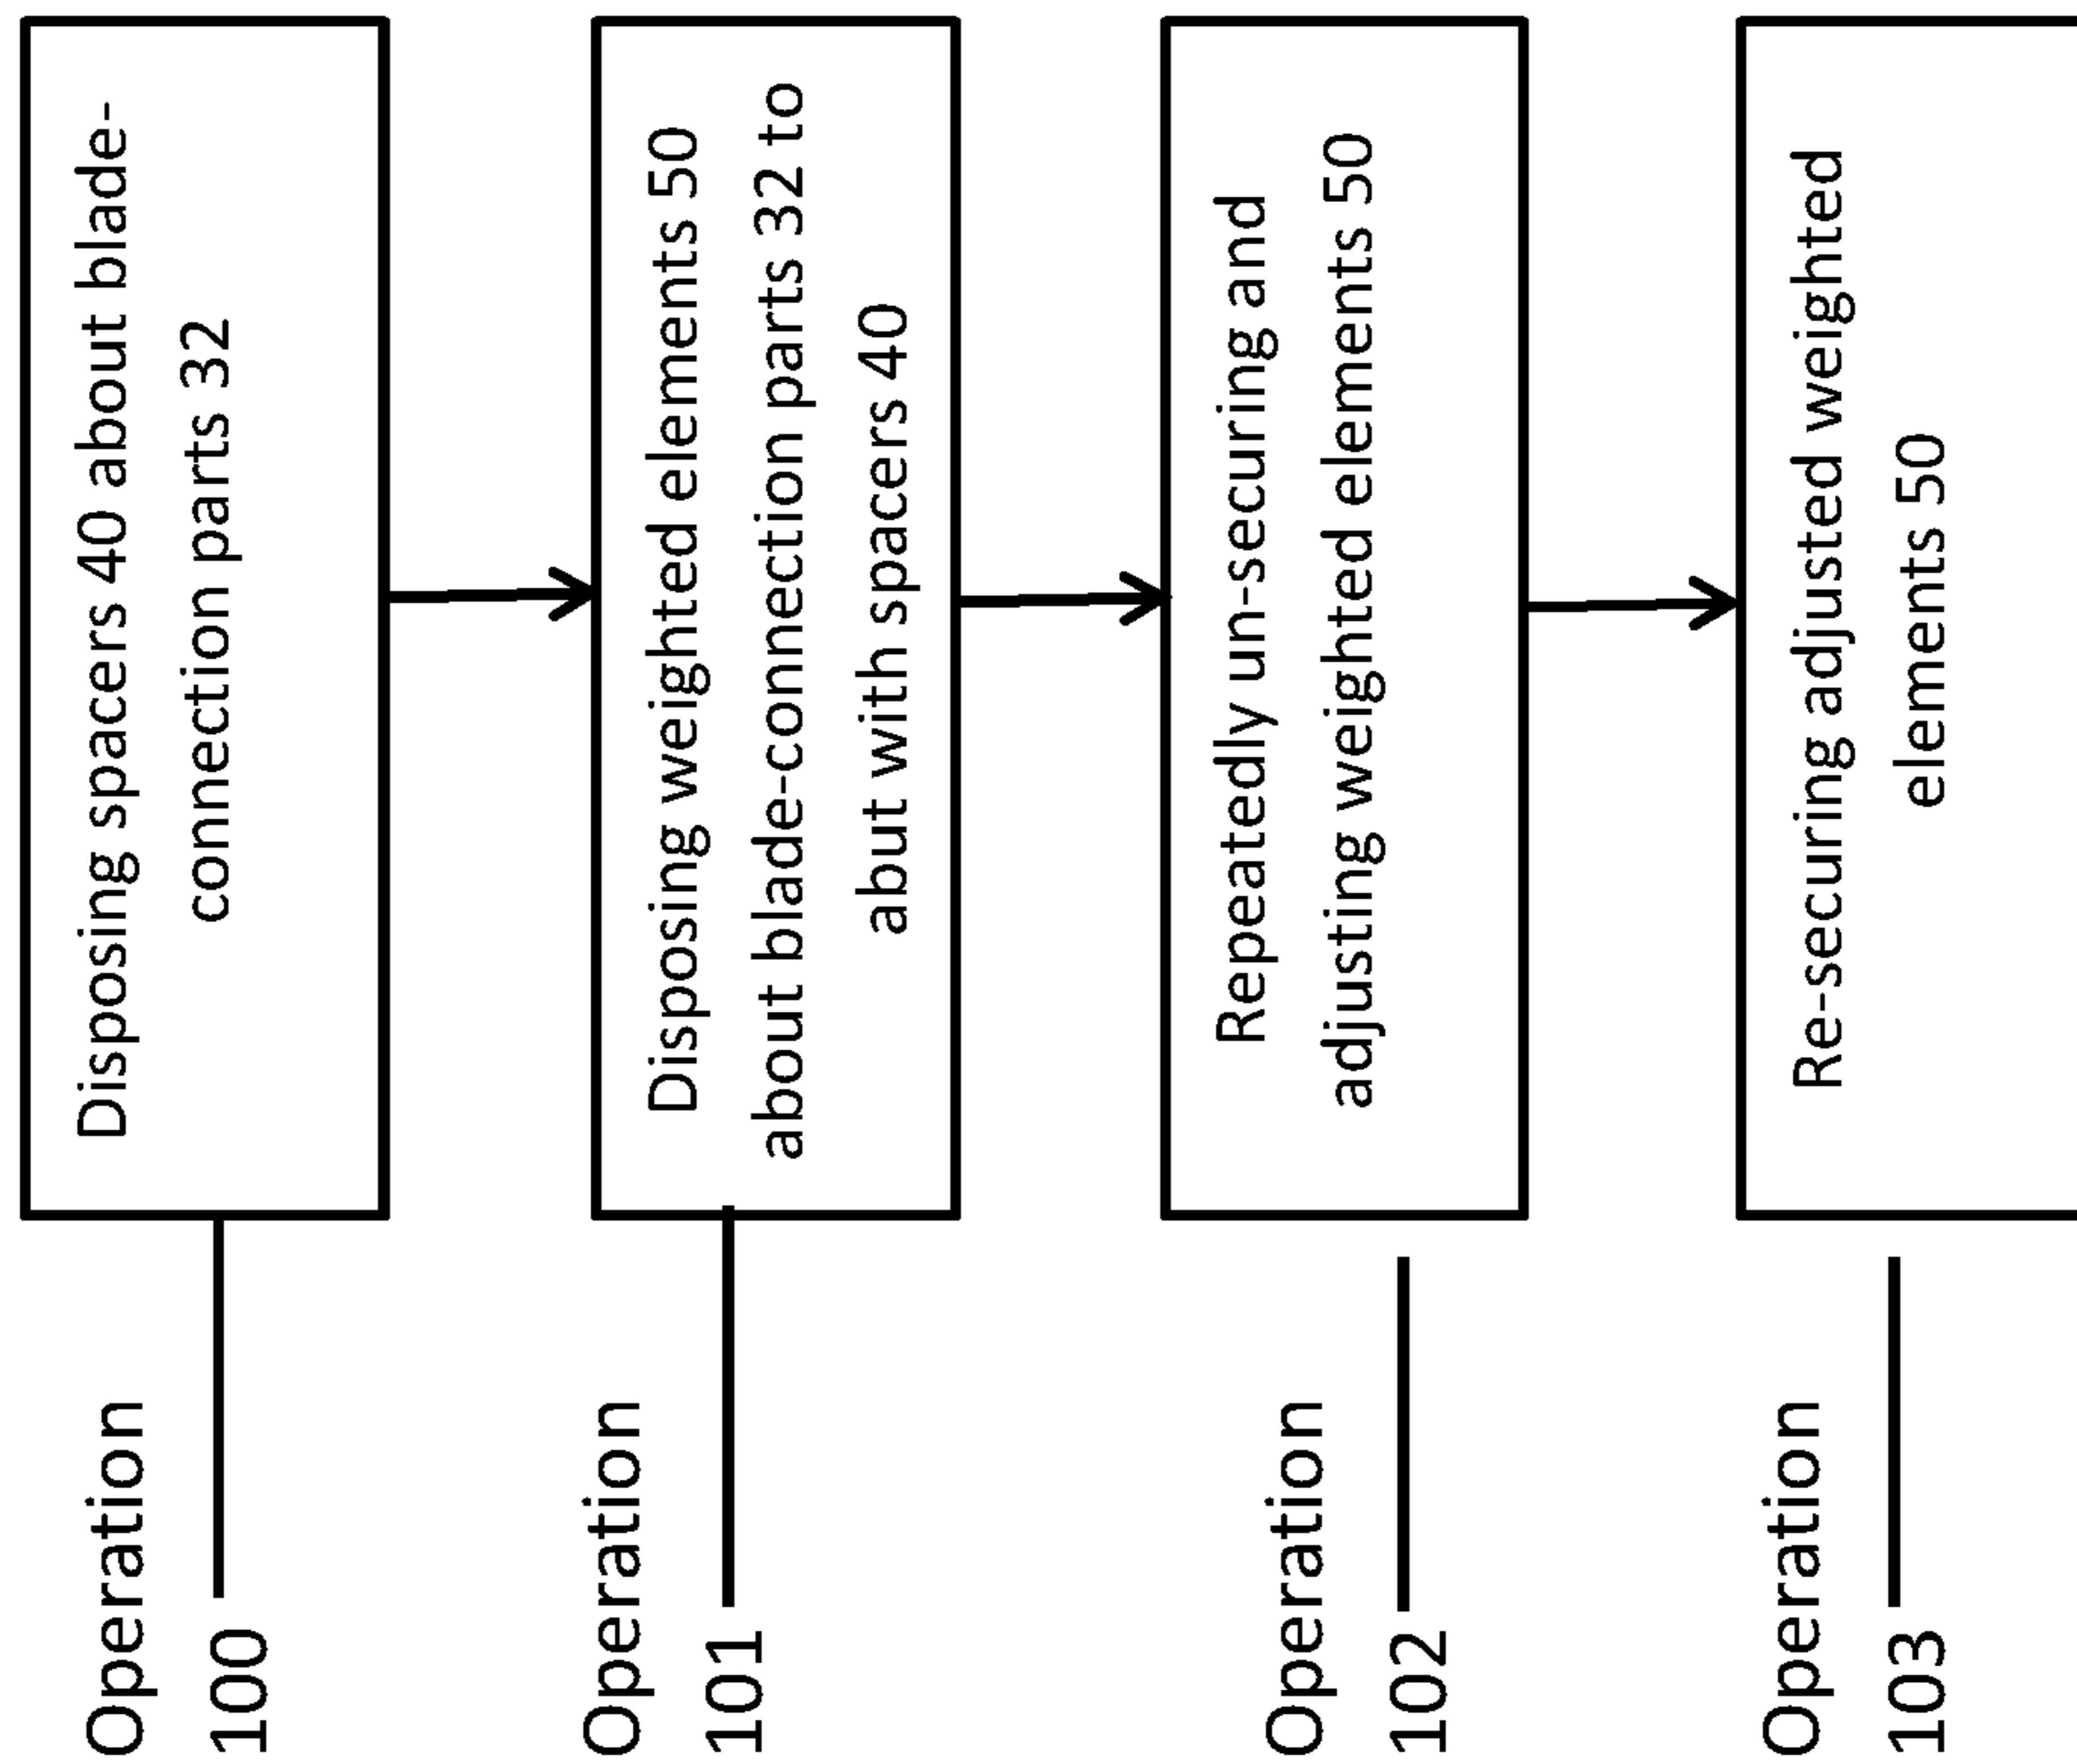 Operation
100
Disposing spacers 40 about blade-
connection parts 32
Operation
101
Disposing weighted elements 50
about blade-connection parts 32 to
abut with spacers 40
Operation
102
Repeatedly un-securing and
adjusting weighted elements 50
Operation
103
Re-securing adjusted weighted
elements 50